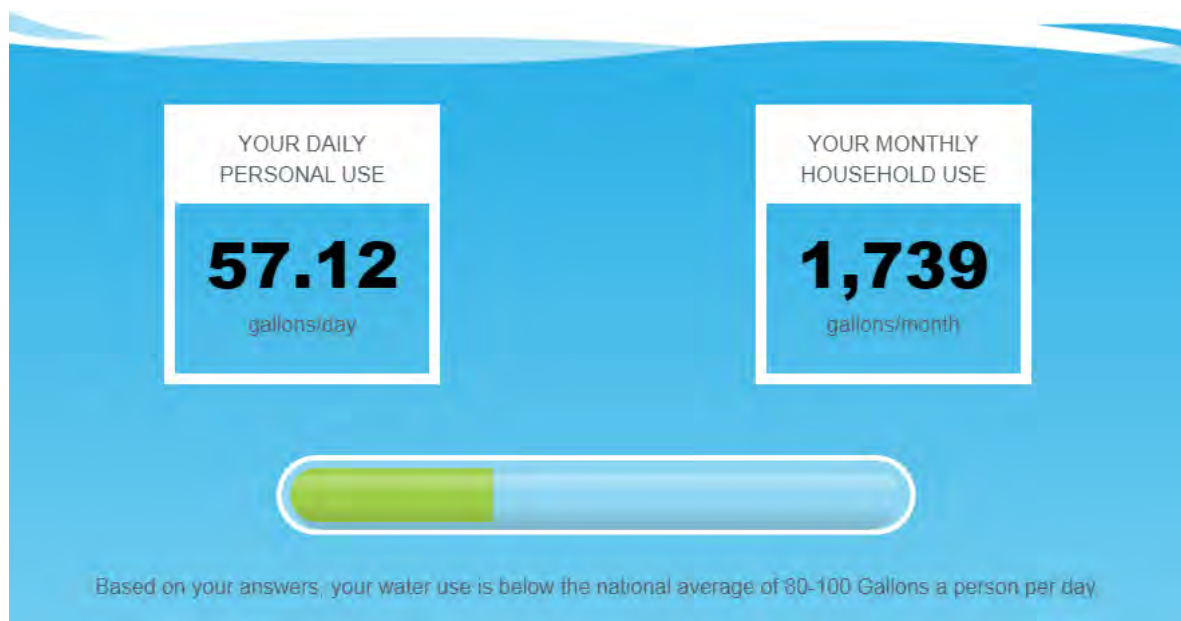 YOUR DAILY
PERSONAL USE
57.12
gallons/day
YOUR MONTHLY
HOUSEHOLD USE
1,739
gallons/month
Based on your answers, your water use is below the national average of 80-100 Gallons a person per day.